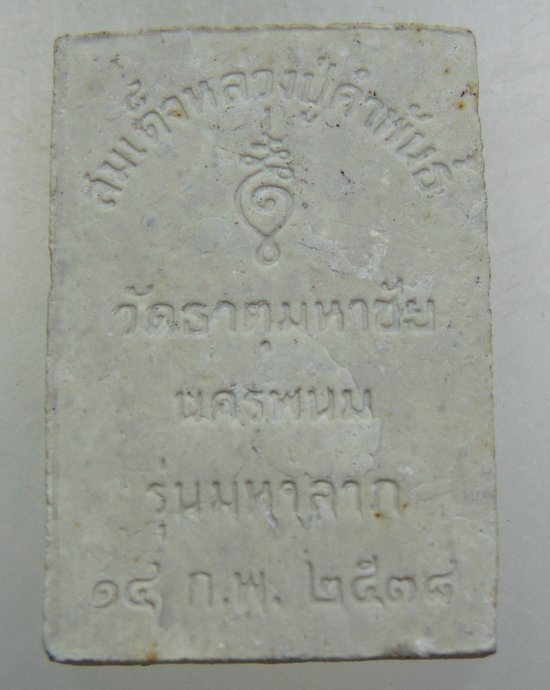 สมเด็จหลวงปู่คำพันธ์
วัดธาตุมหาชัย
นครพนม
รุ่นมหาลาภ
๑๔ ก.พ. ๒๕๓๘